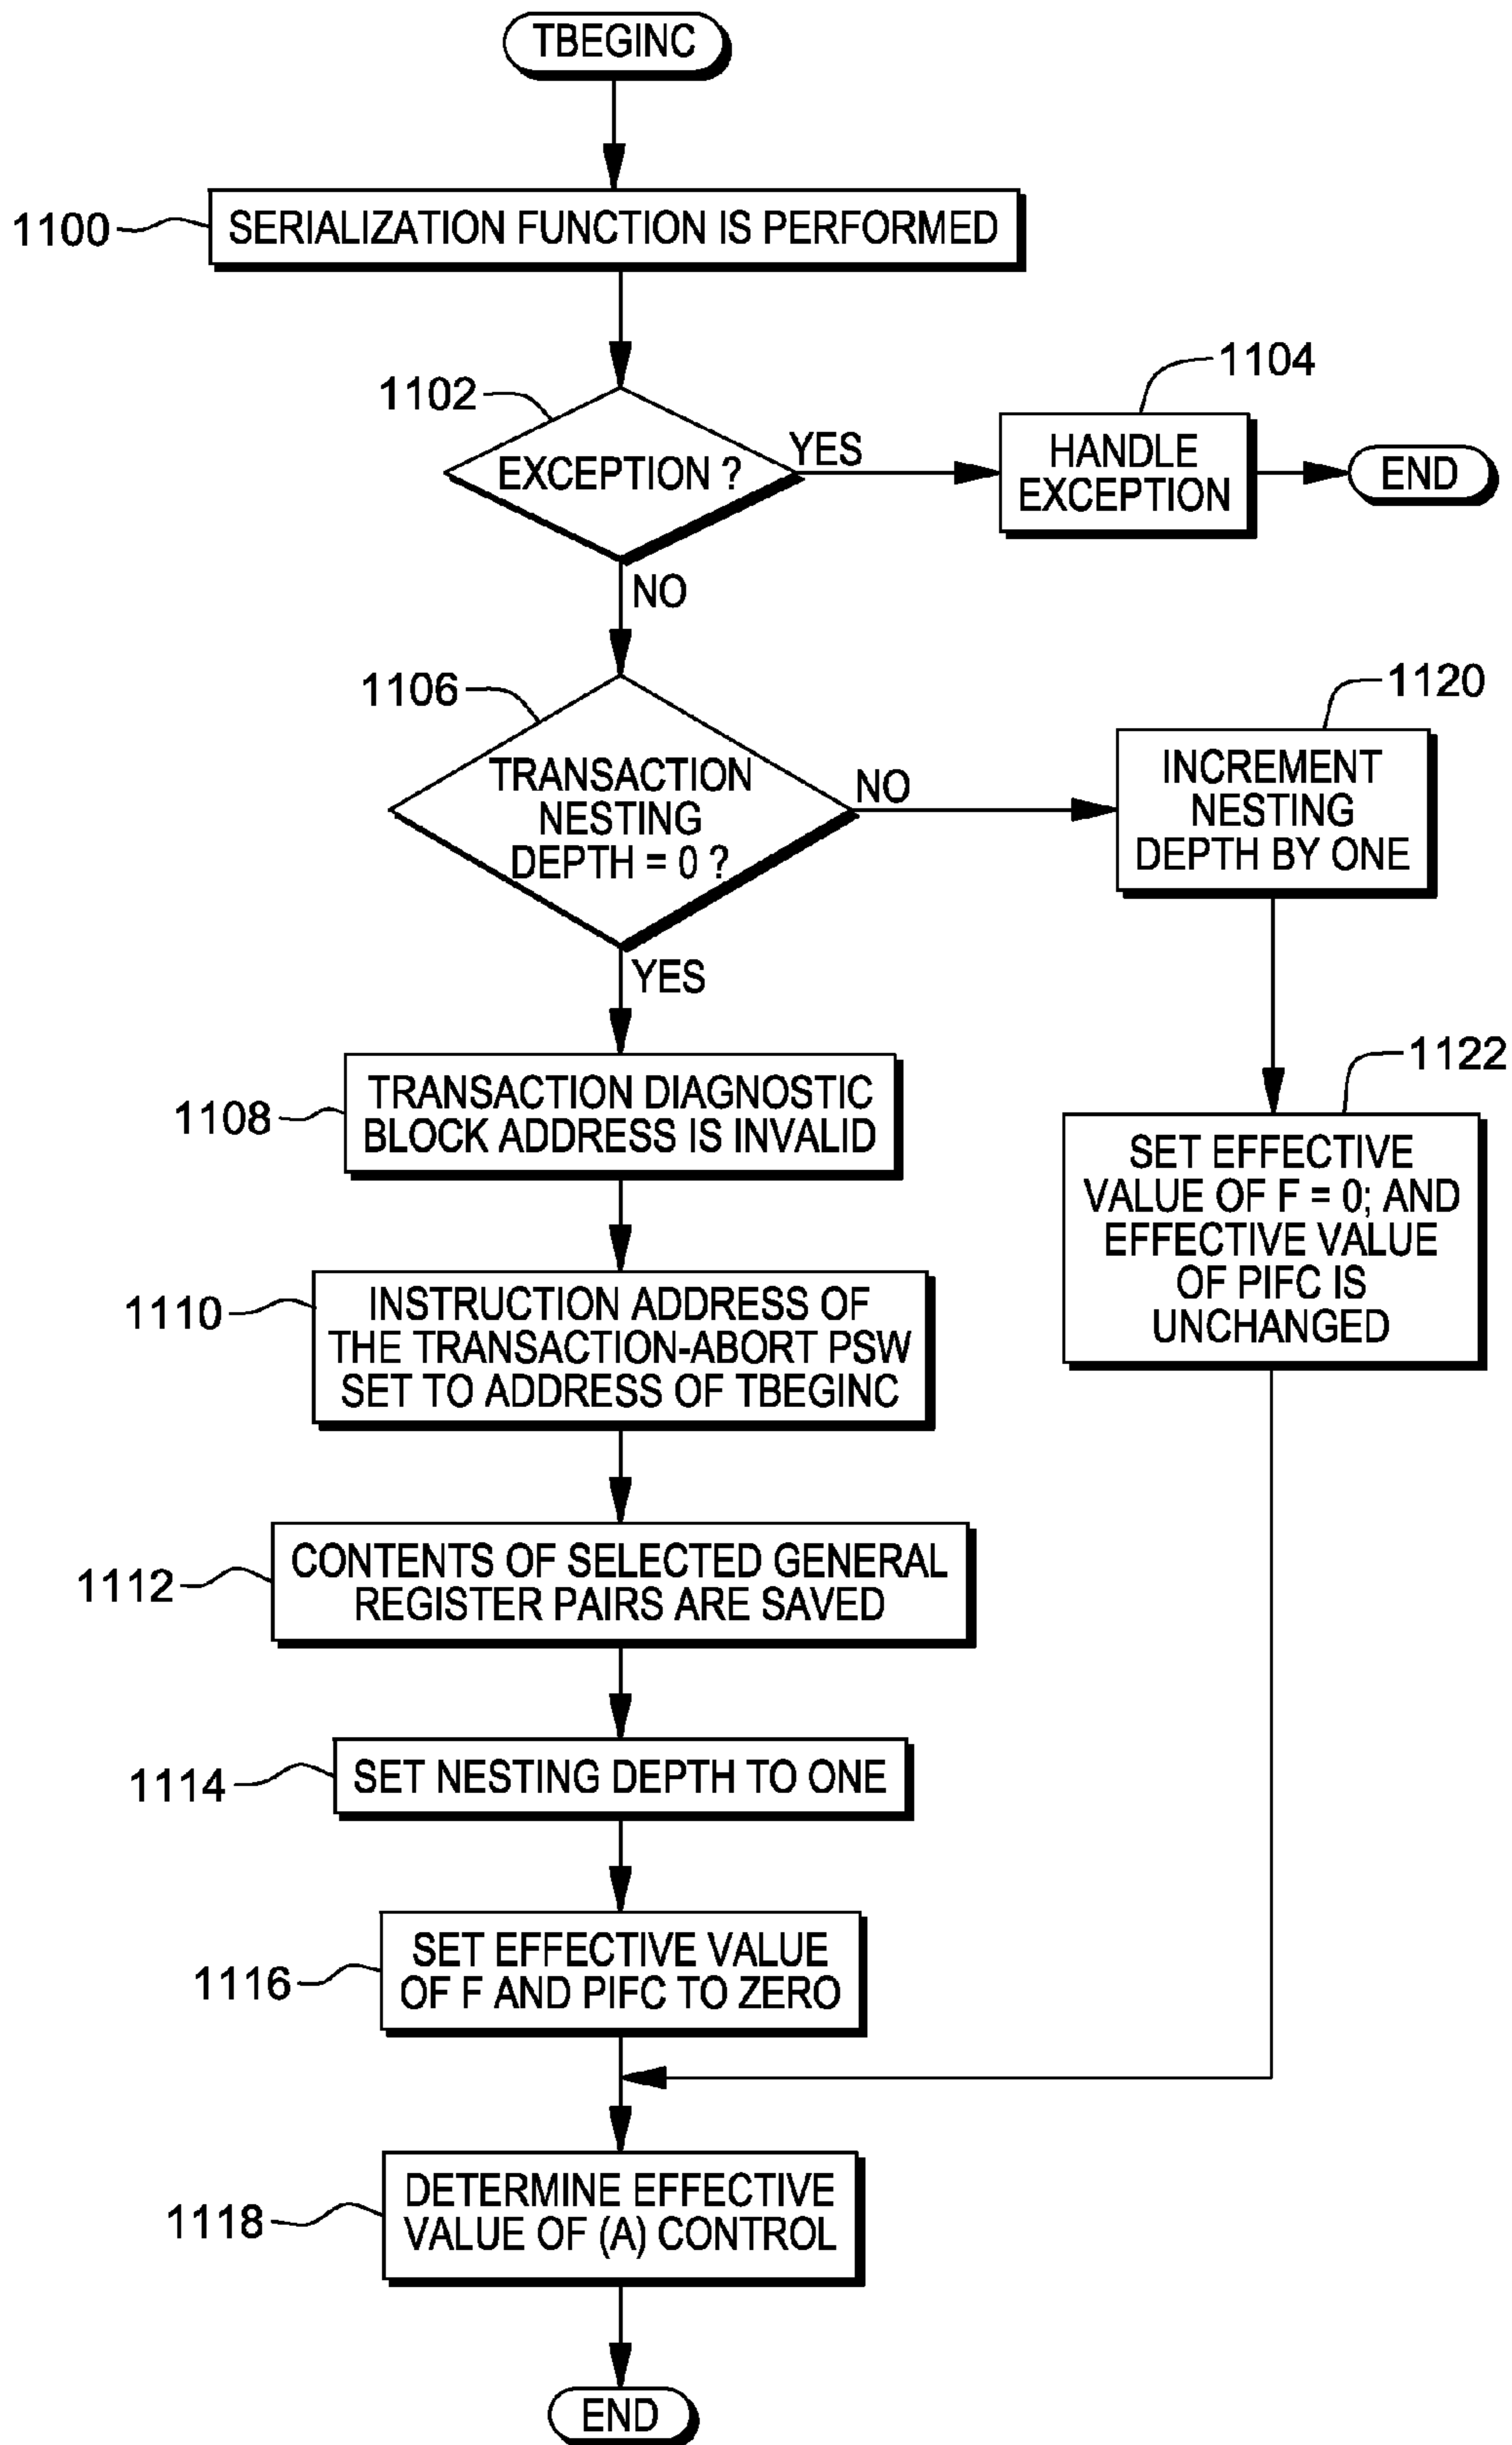 TBEGINC
1100
SERIALIZATION FUNCTION IS PERFORMED
1102
EXCEPTION ?
YES
1104
HANDLE
EXCEPTION
END
NO
1106
TRANSACTION
NESTING
DEPTH = 0 ?
NO
1120
INCREMENT
NESTING
DEPTH BY ONE
YES
1122
SET EFFECTIVE
VALUE OF F = 0; AND
EFFECTIVE VALUE
OF PIFC IS
UNCHANGED
1108
TRANSACTION DIAGNOSTIC
BLOCK ADDRESS IS INVALID
1110
INSTRUCTION ADDRESS OF
THE TRANSACTION-ABORT PSW
SET TO ADDRESS OF TBEGINC
1112
CONTENTS OF SELECTED GENERAL
REGISTER PAIRS ARE SAVED
1114
SET NESTING DEPTH TO ONE
1116
SET EFFECTIVE VALUE
OF F AND PIFC TO ZERO
1118
DETERMINE EFFECTIVE
VALUE OF (A) CONTROL
END